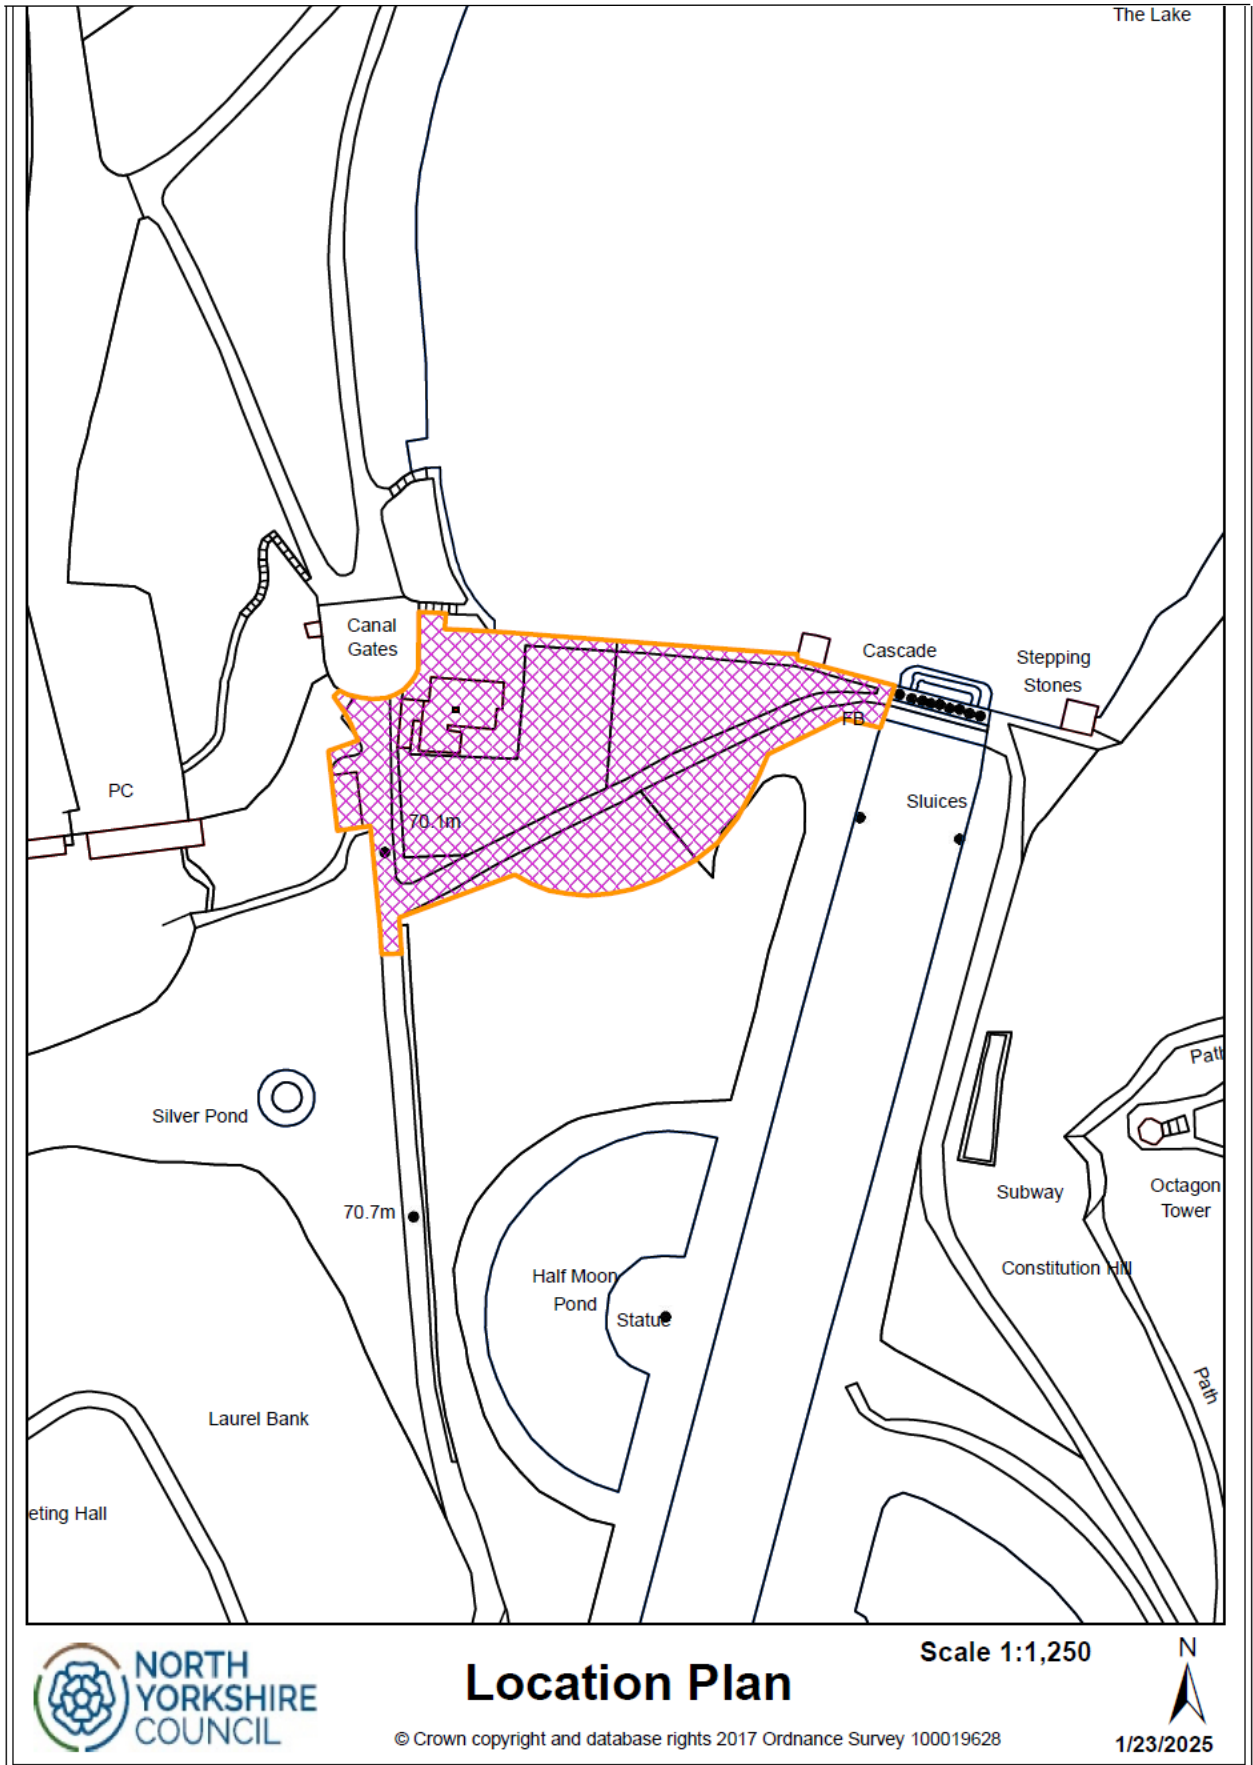 The Lake
Canal
Gates
Cascade
Stepping
Stones
FB
PC
Sluices
70.1m
Path
Silver Pond
Octagon
Tower
Subway
70.7m
Constitution Hill
Half Moon
Pond
Statue
Path
Laurel Bank
eting Hall
NORTH
YORKSHIRE
COUNCIL
Location Plan
Scale 1:1,250
N
© Crown copyright and database rights 2017 Ordnance Survey 100019628
1/23/2025